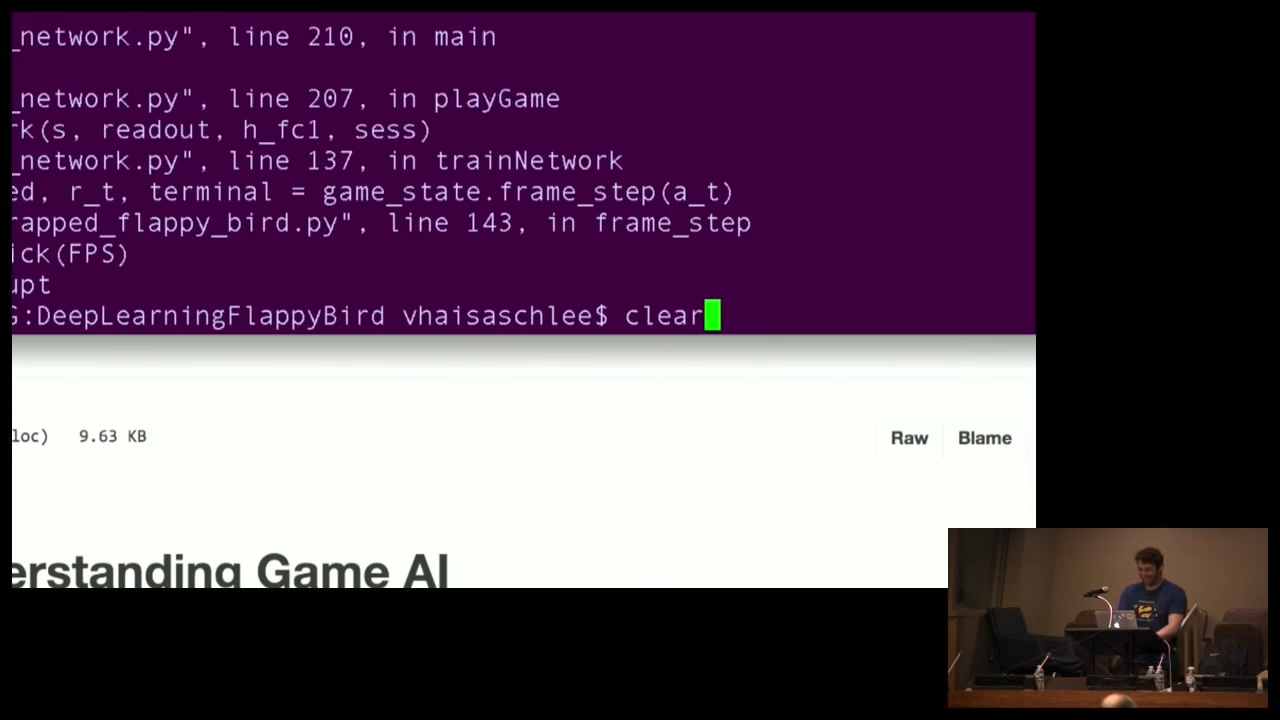 _network.py", line 210, in main
_network.py", line 207, in playGame
rk(s, readout, h_fc1, sess)
_network.py", line 137, in trainNetwork
ed, r_t, terminal = game_state.frame_step(a_t)
rapped_flappy_bird.py", line 143, in frame_step
ick(FPS)
upt
G:DeepLearningFlappyBird vhaisaschlee$ clear
loc) 9.63 KB
Raw Blame
erstanding Game AI